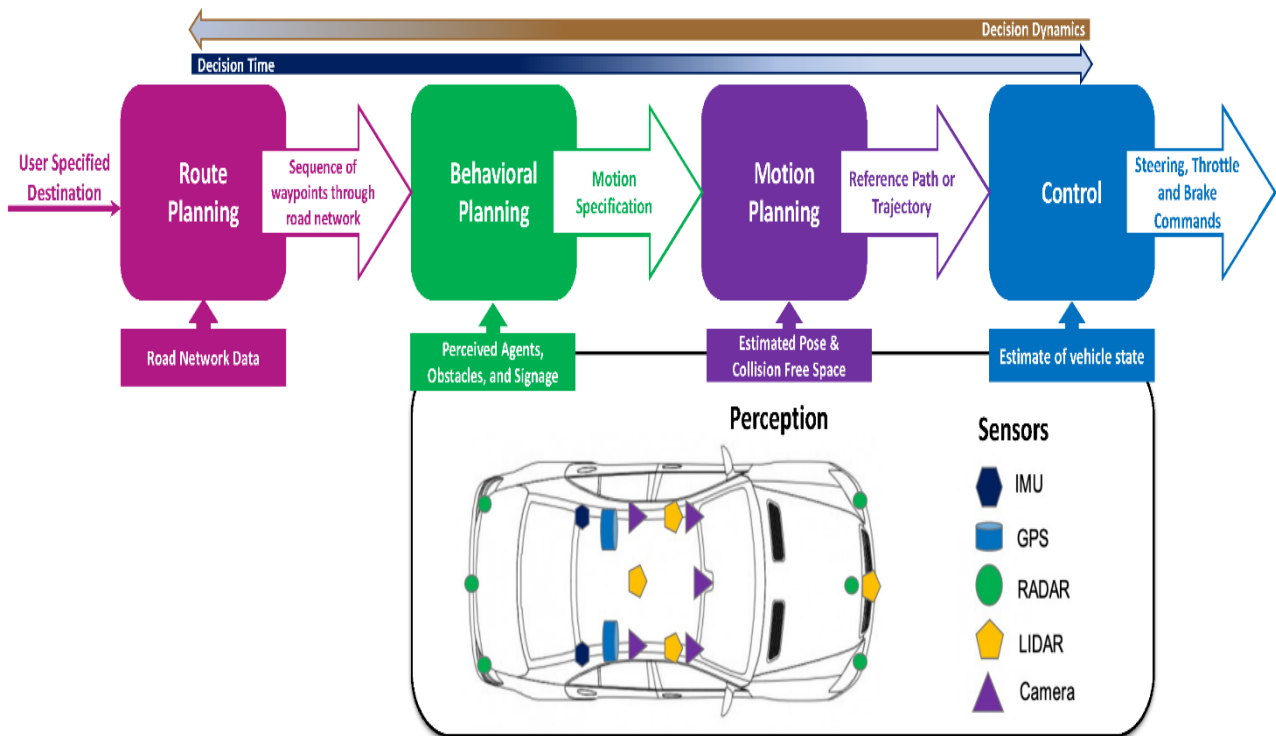 Decision Dynamics
Decision Time
User Specified
Destination
Route
Planning
Sequence of
waypoints through
road network
Behavioral
Planning
Motion
Specification
Motion
Planning
Reference Path or
Trajectory
Control
Steering, Throttle
and Brake
Commands
Road Network Data
Perceived Agents,
Obstacles, and Signage
Estimated Pose &
Collision Free Space
Estimate of vehicle state
Perception
Sensors
IMU
GPS
RADAR
LIDAR
Camera